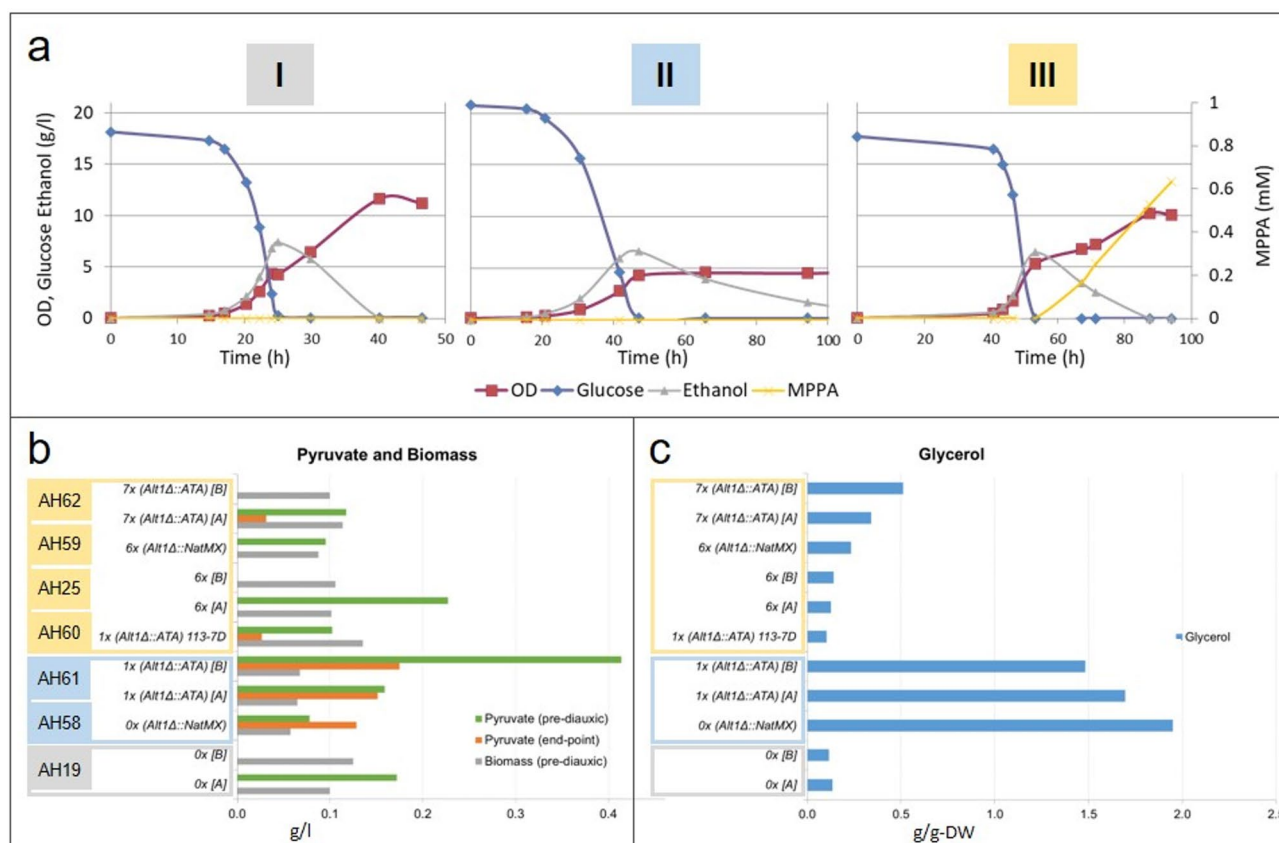 a
I
II
III
OD, Glucose Ethanol (g/l)
20
15
10
5
0
0
10
20
30
40
50
Time (h)
0
20
40
60
80
100
Time (h)
0
20
40
60
80
100
Time (h)
1
0.8
0.6
0.4
0.2
0
MPPA (mM)
OD Glucose Ethanol MPPA
b
Pyruvate and Biomass
AH62
AH59
AH25
AH60
AH61
AH58
AH19
7x (Alt1Δ::ATA) [B]
7x (Alt1Δ::ATA) [A]
6x (Alt1Δ::NatMX)
6x [B]
6x [A]
1x (Alt1Δ::ATA) 113-7D
1x (Alt1Δ::ATA) [B]
1x (Alt1Δ::ATA) [A]
0x (Alt1Δ::NatMX)
0x [B]
0x [A]
Pyruvate (pre-diauxic)
Pyruvate (end-point)
Biomass (pre-diauxic)
0.0
0.1
0.2
0.3
0.4
g/l
c
Glycerol
7x (Alt1Δ::ATA) [B]
7x (Alt1Δ::ATA) [A]
6x (Alt1Δ::NatMX)
6x [B]
6x [A]
1x (Alt1Δ::ATA) 113-7D
1x (Alt1Δ::ATA) [B]
1x (Alt1Δ::ATA) [A]
0x (Alt1Δ::NatMX)
0x [B]
0x [A]
Glycerol
0.0
0.5
1.0
1.5
2.0
2.5
g/g-DW